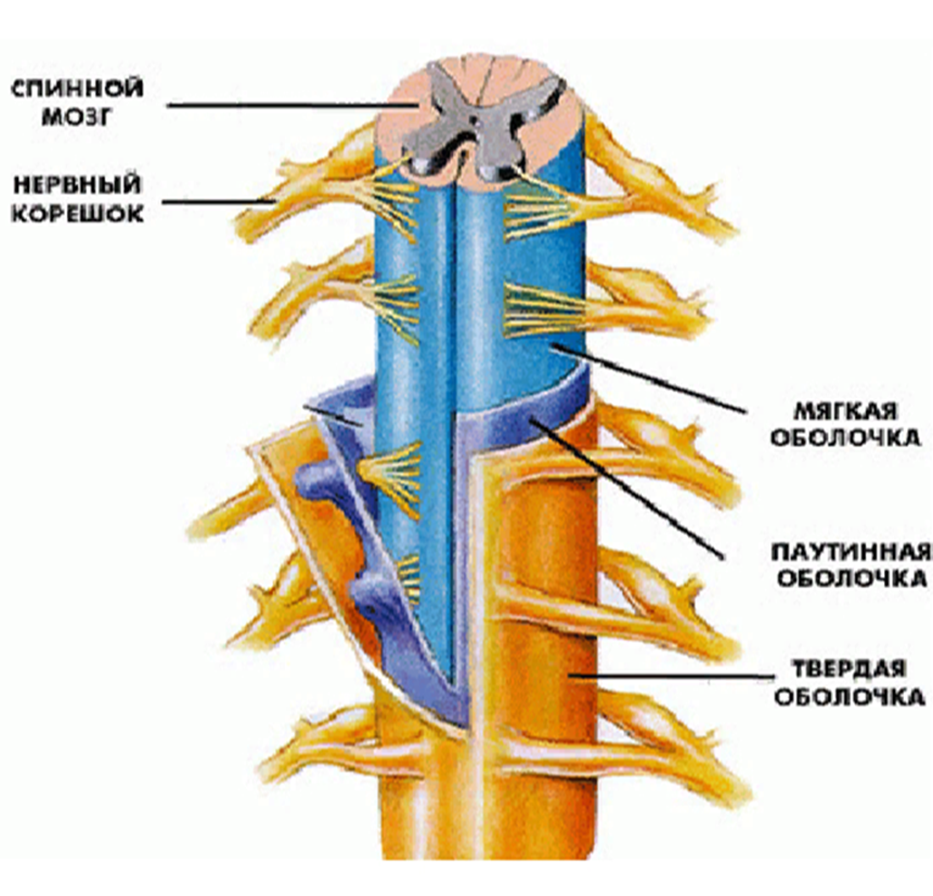 СПИННОЙ
МОЗГ
НЕРВНЫЙ
КОРЕШОК
МЯГКАЯ
ОБОЛОЧКА
ПАУТИННАЯ
ОБОЛОЧКА
ТВЕРДАЯ
ОБОЛОЧКА